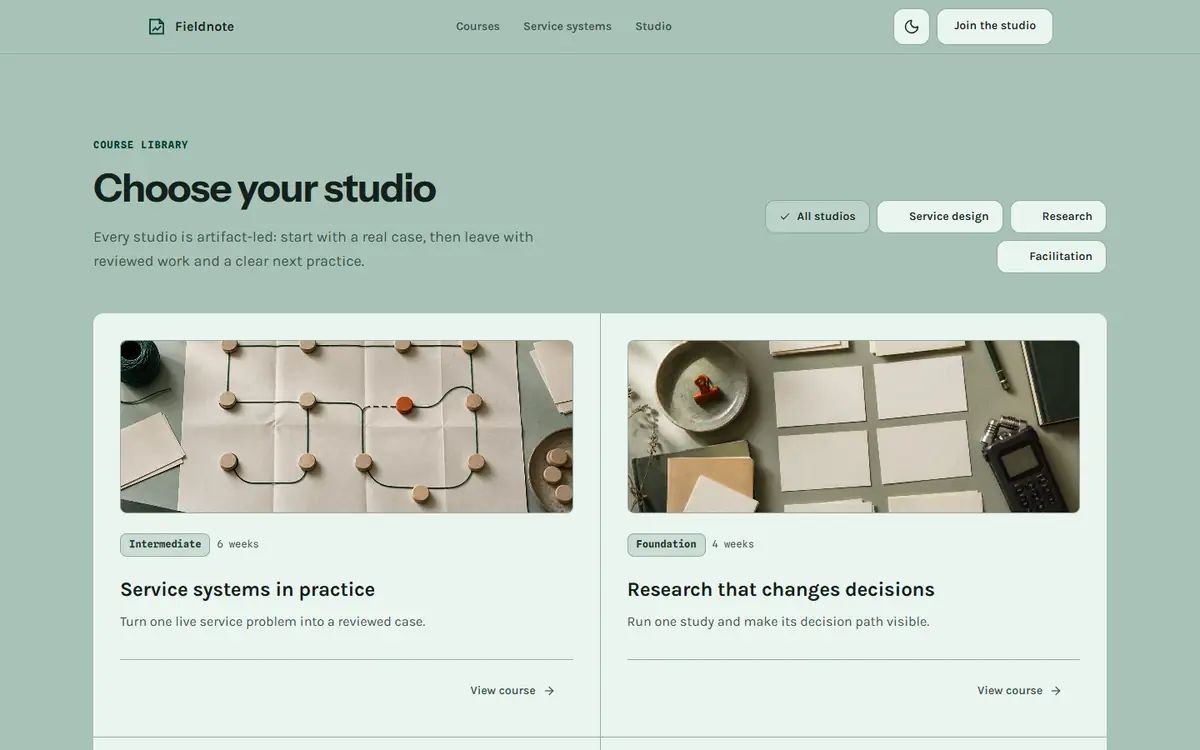 Fieldnote
Courses
Service systems
Studio
Join the studio
COURSE LIBRARY
Choose your studio
Every studio is artifact-led: start with a real case, then leave with
reviewed work and a clear next practice.
All studios
Service design
Research
Facilitation
Intermediate
6 weeks
Service systems in practice
Turn one live service problem into a reviewed case.
View course
Foundation
4 weeks
Research that changes decisions
Run one study and make its decision path visible.
View course